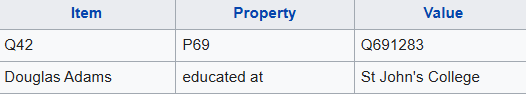 Item Property Value
Q42 P69 Q691283
Douglas Adams educated at St John's College